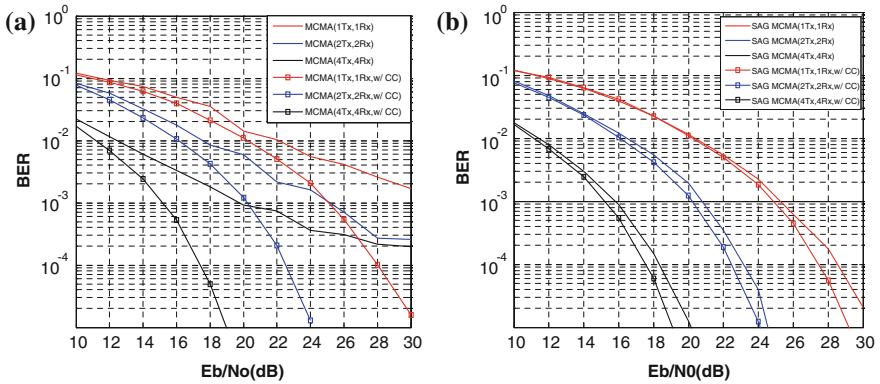 (a)
10^0
10^-1
10^-2
10^-3
10^-4
BER
MCMA(1Tx,1Rx)
MCMA(2Tx,2Rx)
MCMA(4Tx,4Rx)
MCMA(1Tx,1Rx,w/ CC)
MCMA(2Tx,2Rx,w/ CC)
MCMA(4Tx,4Rx,w/ CC)
10 12 14 16 18 20 22 24 26 28 30
Eb/No(dB)
(b)
10^0
10^-1
10^-2
10^-3
10^-4
BER
SAG MCMA(1Tx,1Rx)
SAG MCMA(2Tx,2Rx)
SAG MCMA(4Tx,4Rx)
SAG MCMA(1Tx,1Rx,w/ CC)
SAG MCMA(2Tx,2Rx,w/ CC)
SAG MCMA(4Tx,4Rx,w/ CC)
10 12 14 16 18 20 22 24 26 28 30
Eb/N0(dB)